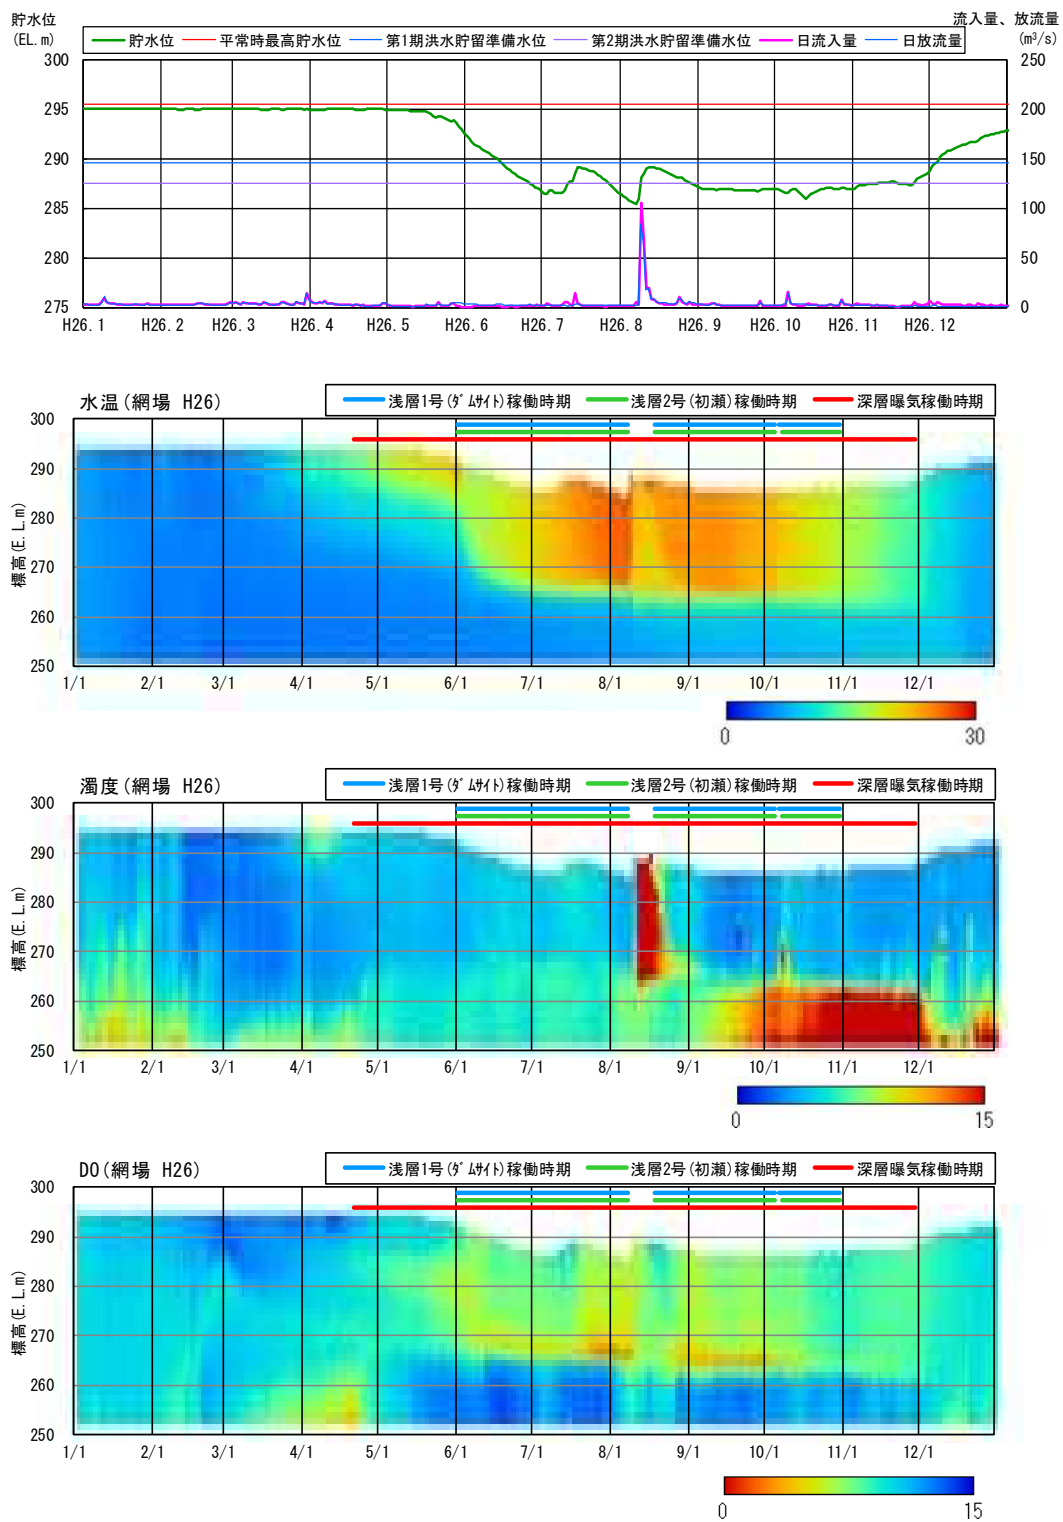 貯水位 流入量、放流量
(EL.m) (m³/s)
貯水位 平常時最高貯水位 第1期洪水貯留準備水位 第2期洪水貯留準備水位 日流入量 日放流量
300 250
295 200
290 150
285 100
280 50
275 0
H26.1 H26.2 H26.3 H26.4 H26.5 H26.6 H26.7 H26.8 H26.9 H26.10 H26.11 H26.12
水温(網場 H26) 浅層1号(ダムサイト)稼働時期 浅層2号(初瀬)稼働時期 深層曝気稼働時期
標高(E.L.m)
300
290
280
270
260
250
1/1 2/1 3/1 4/1 5/1 6/1 7/1 8/1 9/1 10/1 11/1 12/1
0 30
濁度(網場 H26) 浅層1号(ダムサイト)稼働時期 浅層2号(初瀬)稼働時期 深層曝気稼働時期
標高(E.L.m)
300
290
280
270
260
250
1/1 2/1 3/1 4/1 5/1 6/1 7/1 8/1 9/1 10/1 11/1 12/1
0 15
DO(網場 H26) 浅層1号(ダムサイト)稼働時期 浅層2号(初瀬)稼働時期 深層曝気稼働時期
標高(E.L.m)
300
290
280
270
260
250
1/1 2/1 3/1 4/1 5/1 6/1 7/1 8/1 9/1 10/1 11/1 12/1
0 15